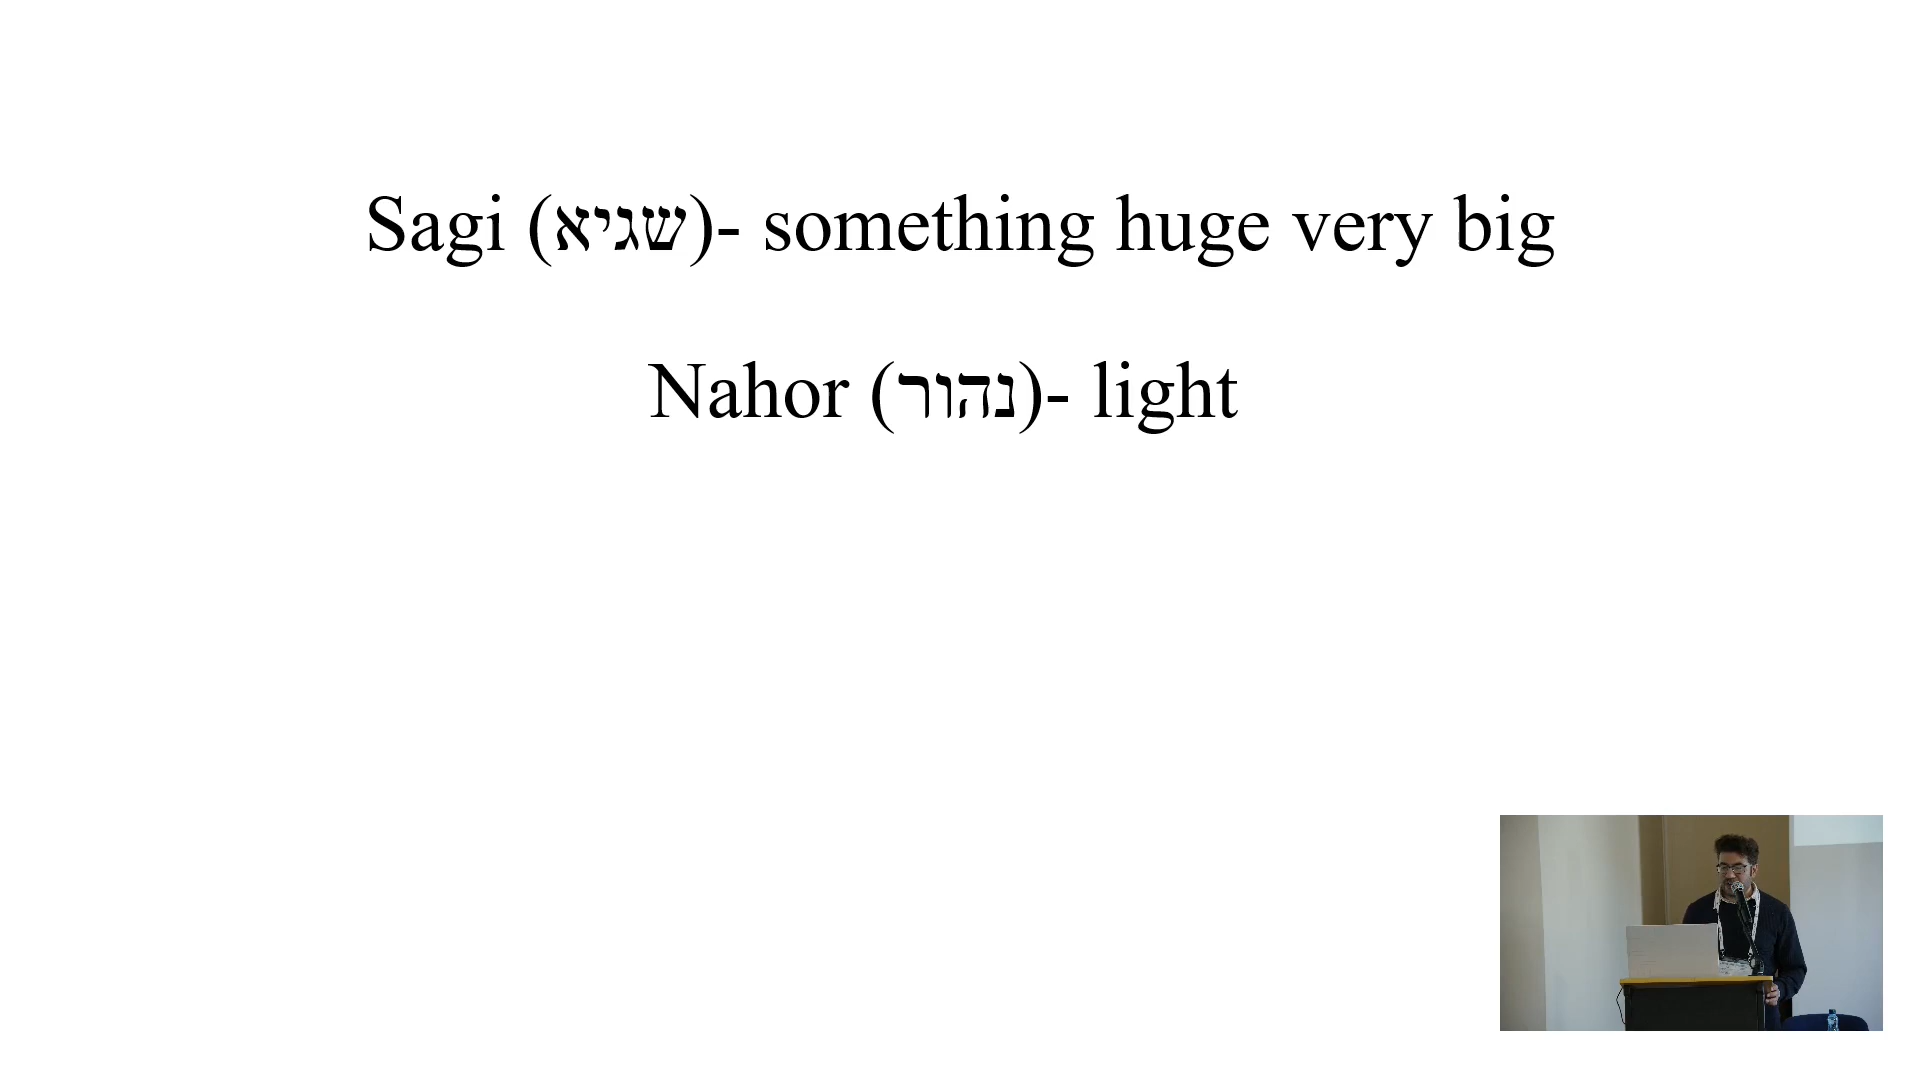 Sagi (שגיא)- something huge very big
Nahor (נהור)- light